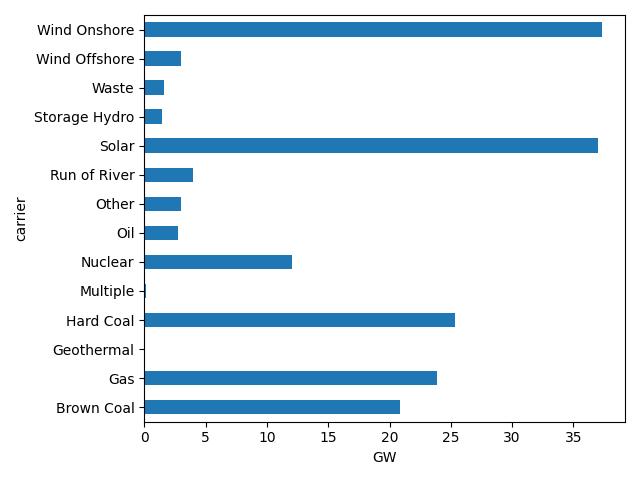 Wind Onshore
Wind Offshore
Waste
Storage Hydro
Solar
Run of River
Other
Oil
Nuclear
Multiple
Hard Coal
Geothermal
Gas
Brown Coal
carrier
0 5 10 15 20 25 30 35
GW